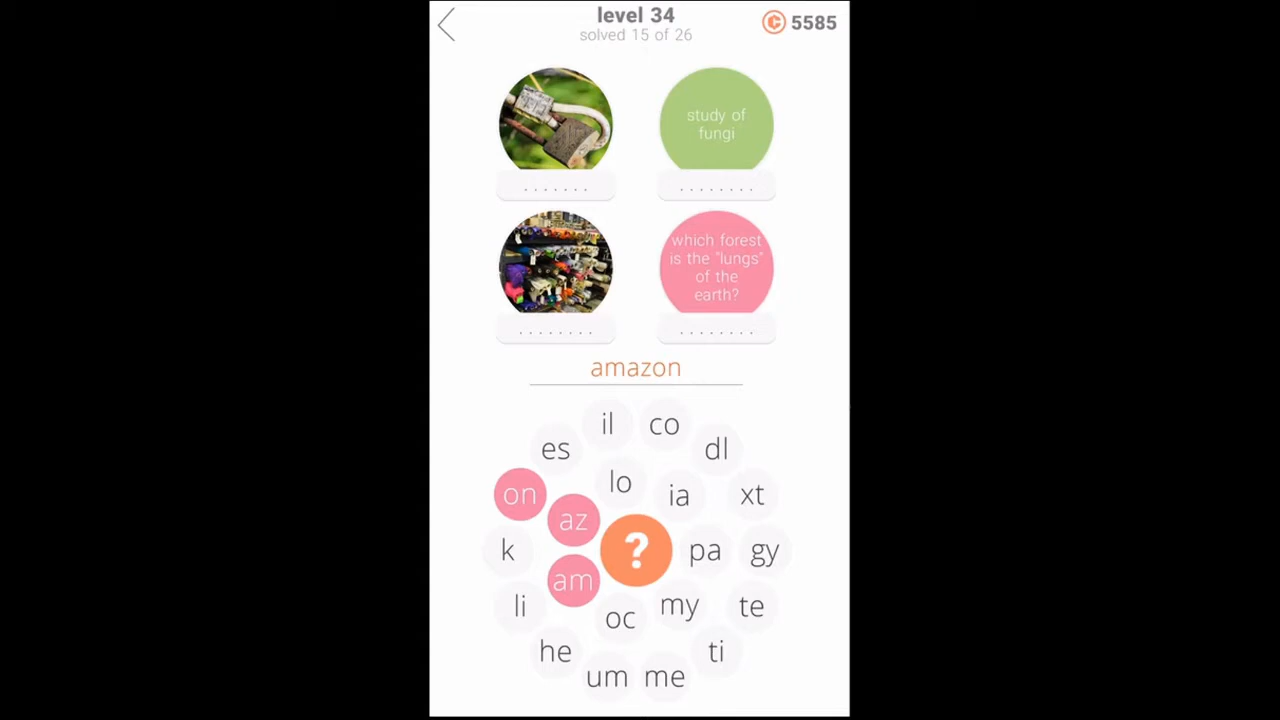 level 34
solved 15 of 26
5585
study of
fungi
.......
........
which forest
is the "lungs"
of the
earth?
........
........
amazon
il
co
es
dl
lo
on
ia
xt
az
k
?
pa
gy
am
li
my
te
oc
he
ti
um
me